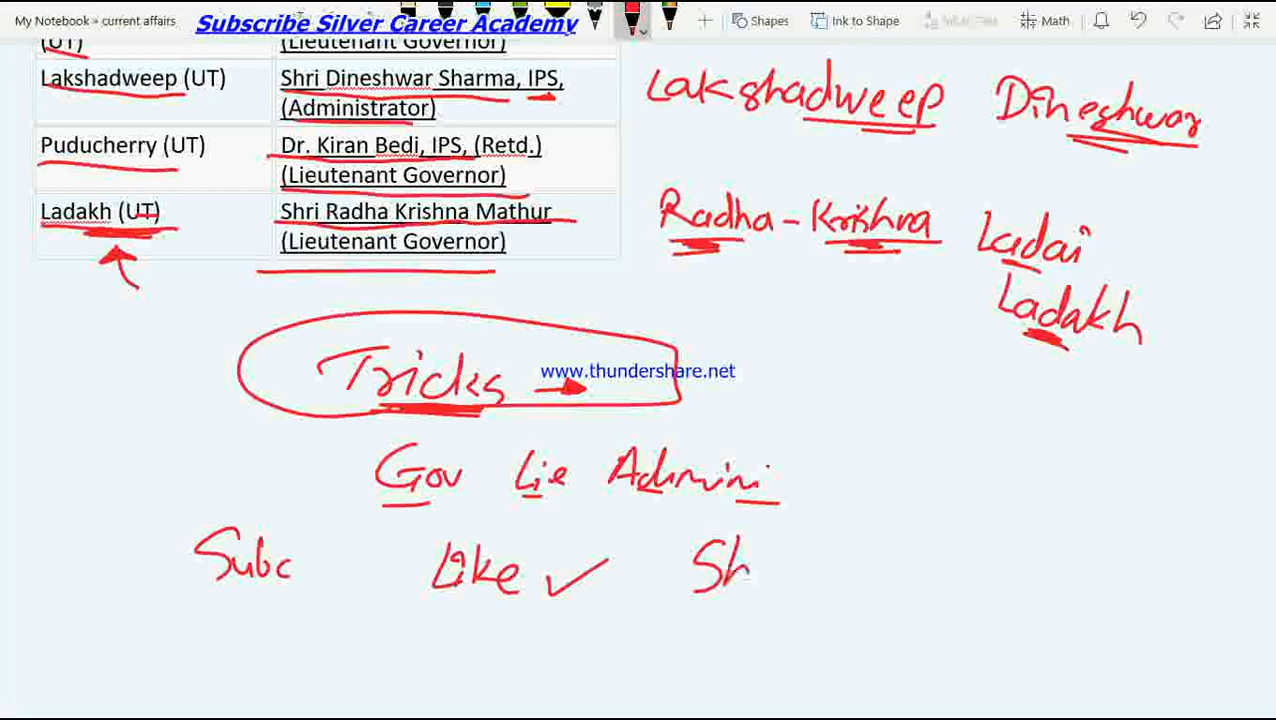 My Notebook » current affairs
Subscribe Silver Career Academy
Shapes
Ink to Shape
Math
(UT) (Lieutenant Governor)
Lakshadweep (UT) Shri Dineshwar Sharma, IPS,
(Administrator)
Puducherry (UT) Dr. Kiran Bedi, IPS, (Retd.)
(Lieutenant Governor)
Ladakh (UT) Shri Radha Krishna Mathur
(Lieutenant Governor)
Lakshadweep Dineshwar
Radha - Krishna Ladai
Ladakh
Tricks →
www.thundershare.net
Gov Lie Admini
Subc Like ✓ Sh